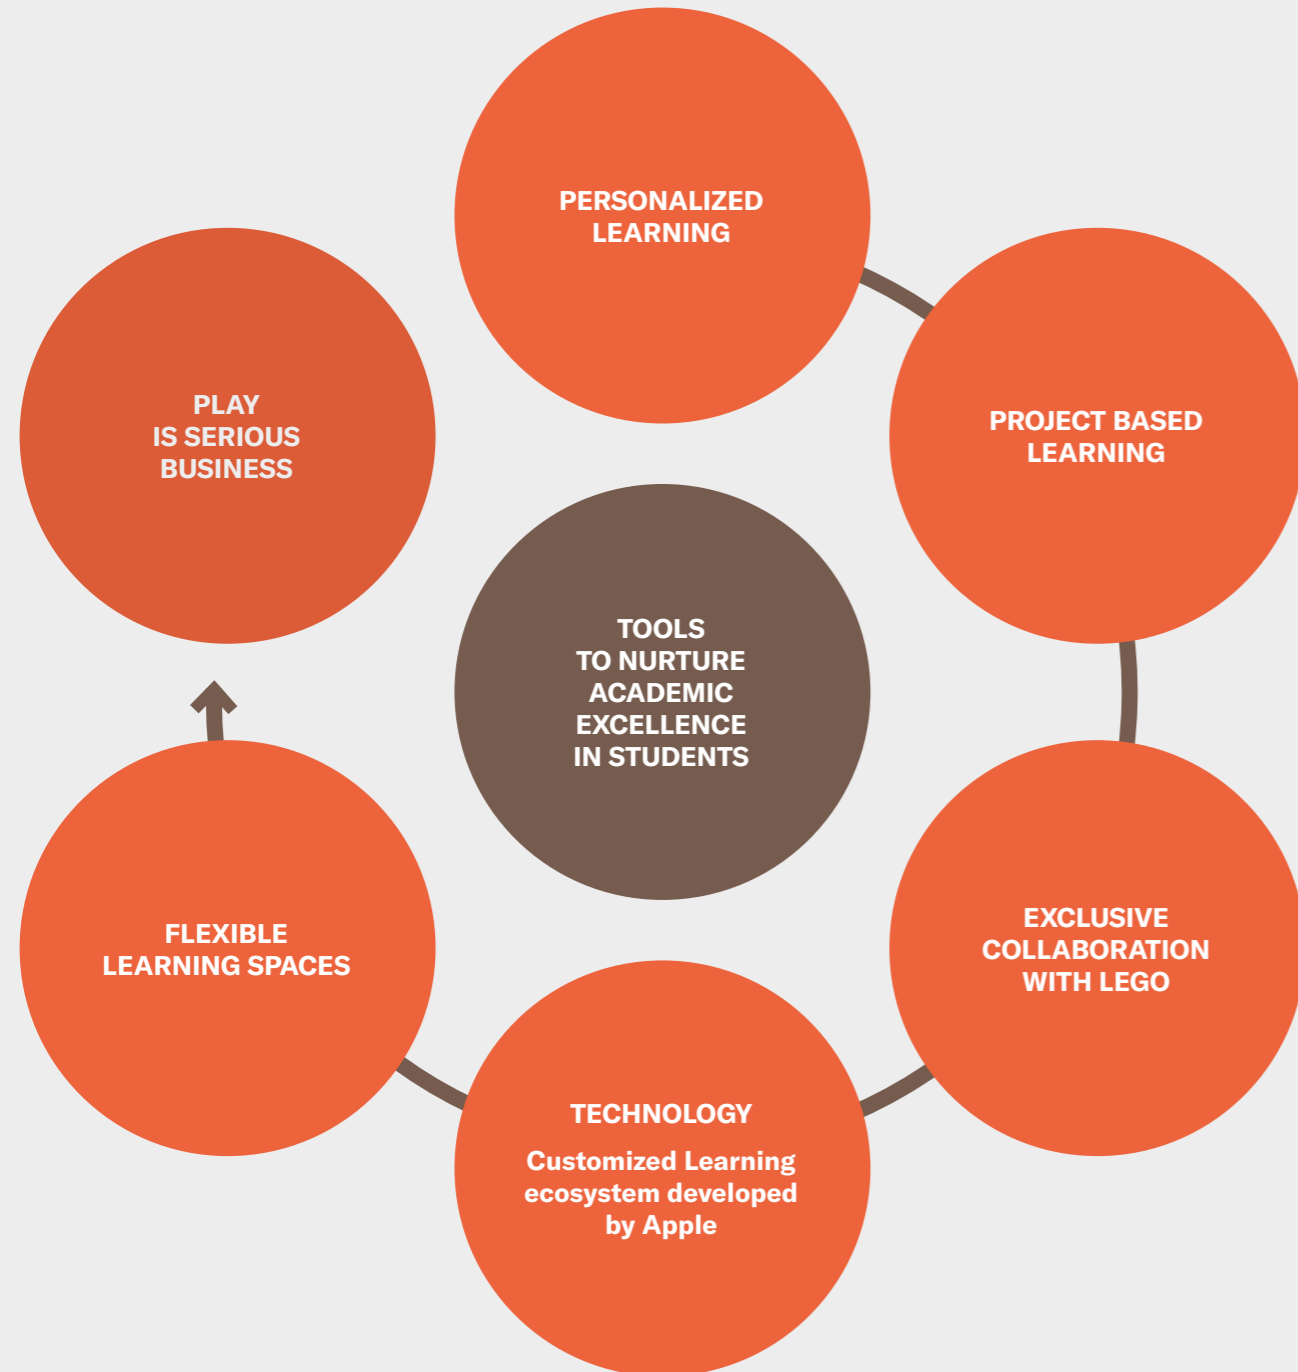 PERSONALIZED
LEARNING
PROJECT BASED
LEARNING
EXCLUSIVE
COLLABORATION
WITH LEGO
TECHNOLOGY
Customized Learning
ecosystem developed
by Apple
FLEXIBLE
LEARNING SPACES
PLAY
IS SERIOUS
BUSINESS
TOOLS
TO NURTURE
ACADEMIC
EXCELLENCE
IN STUDENTS